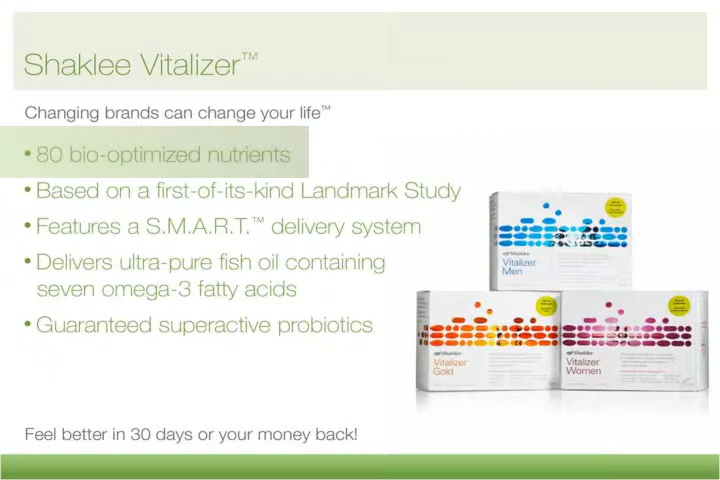 Shaklee Vitalizer™
Changing brands can change your life™
• 80 bio-optimized nutrients
• Based on a first-of-its-kind Landmark Study
• Features a S.M.A.R.T.™ delivery system
• Delivers ultra-pure fish oil containing
seven omega-3 fatty acids
• Guaranteed superactive probiotics
Shaklee
Vitalizer
Men
Shaklee
Vitalizer
Gold
Shaklee
Vitalizer
Women
Feel better in 30 days or your money back!